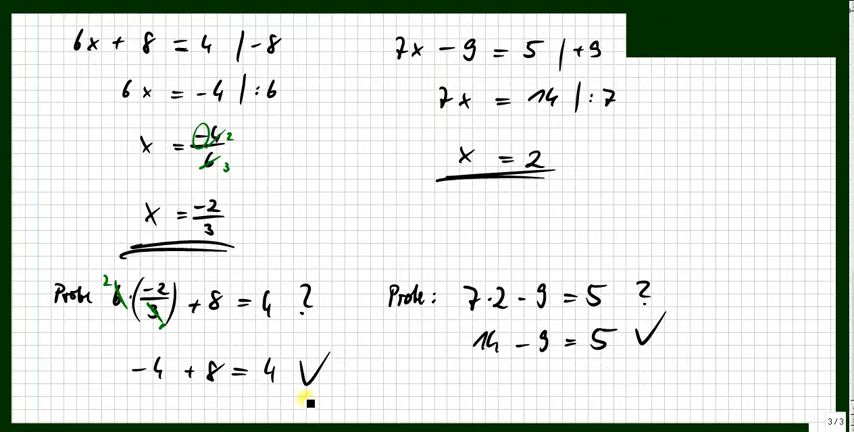 6x + 8 = 4 | -8
6x = -4 | : 6
x = -4/6 2 3
x = -2/3
Probe 2 6 · (-2/3) + 8 = 4 ?
-4 + 8 = 4 ✓
7x - 9 = 5 | +9
7x = 14 | : 7
x = 2
Probe: 7 · 2 - 9 = 5 ?
14 - 9 = 5 ✓
3 / 3